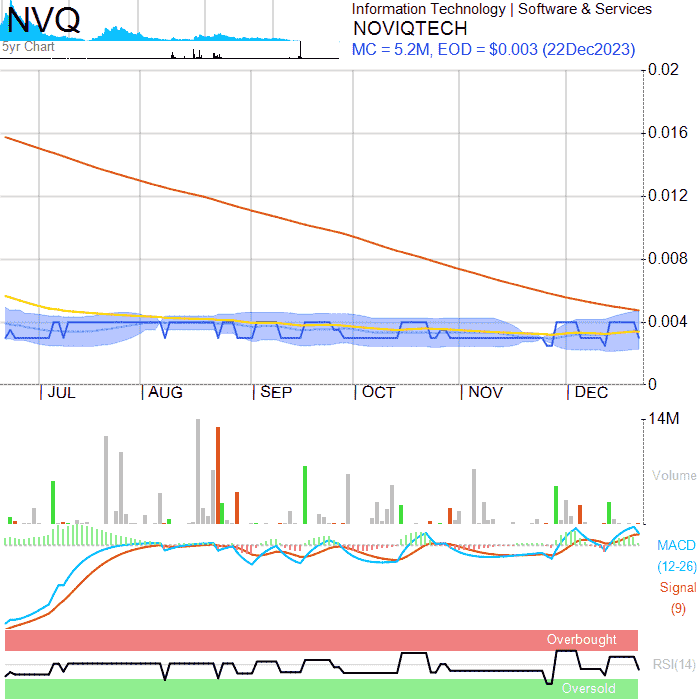 NVQ
5yr Chart
Information Technology | Software & Services
NOVIQTECH
MC = 5.2M, EOD = $0.003 (22Dec2023)
0.02
0.016
0.012
0.008
0.004
0
JUL
AUG
SEP
OCT
NOV
DEC
14M
Volume
MACD
(12-26)
Signal
(9)
Overbought
RSI(14)
Oversold